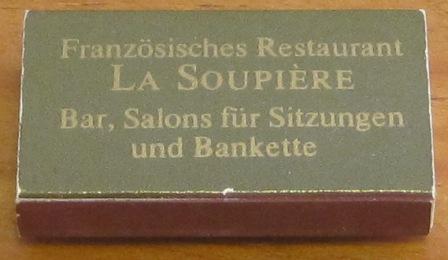 Französisches Restaurant
LA SOUPIÈRE
Bar, Salons für Sitzungen
und Bankette